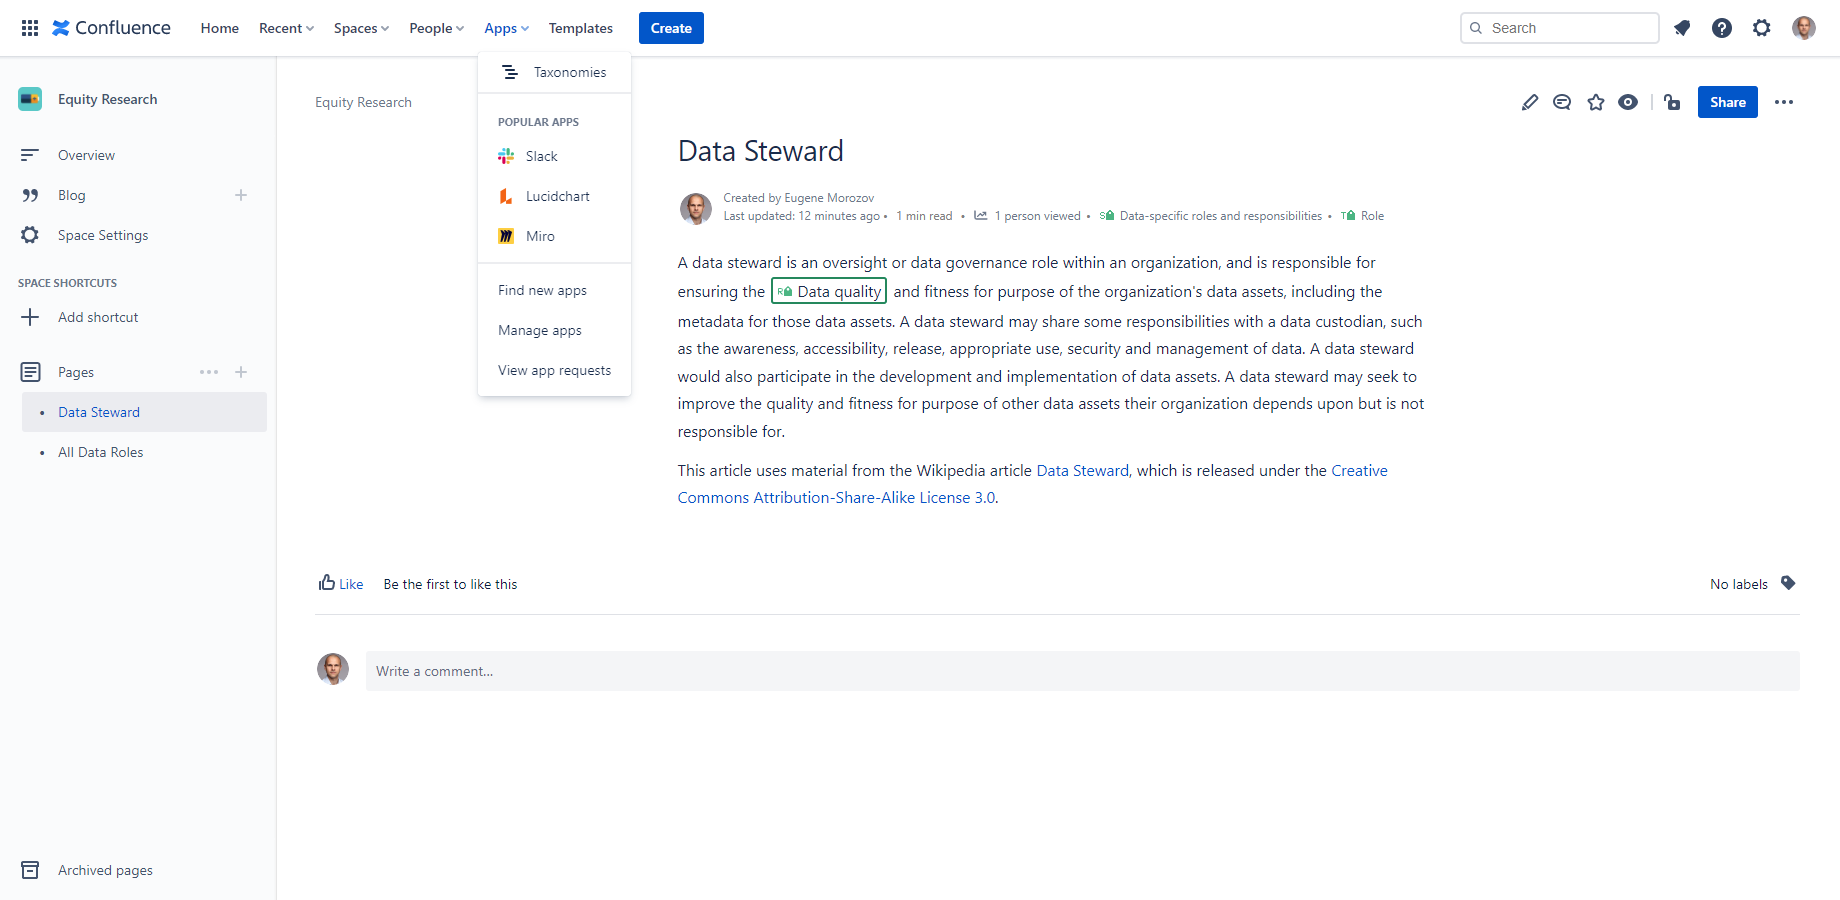 Confluence
Home
Recent
Spaces
People
Apps
Templates
Create
Search
Equity Research
Overview
Blog
Space Settings
SPACE SHORTCUTS
Add shortcut
Pages
Data Steward
All Data Roles
Archived pages
Taxonomies
POPULAR APPS
Slack
Lucidchart
Miro
Find new apps
Manage apps
View app requests
Equity Research
Share
Data Steward
Created by Eugene Morozov
Last updated: 12 minutes ago • 1 min read • 1 person viewed • S Data-specific roles and responsibilities • T Role
A data steward is an oversight or data governance role within an organization, and is responsible for
ensuring the R Data quality and fitness for purpose of the organization's data assets, including the
metadata for those data assets. A data steward may share some responsibilities with a data custodian, such
as the awareness, accessibility, release, appropriate use, security and management of data. A data steward
would also participate in the development and implementation of data assets. A data steward may seek to
improve the quality and fitness for purpose of other data assets their organization depends upon but is not
responsible for.
This article uses material from the Wikipedia article Data Steward, which is released under the Creative
Commons Attribution-Share-Alike License 3.0.
Like
Be the first to like this
No labels
Write a comment...